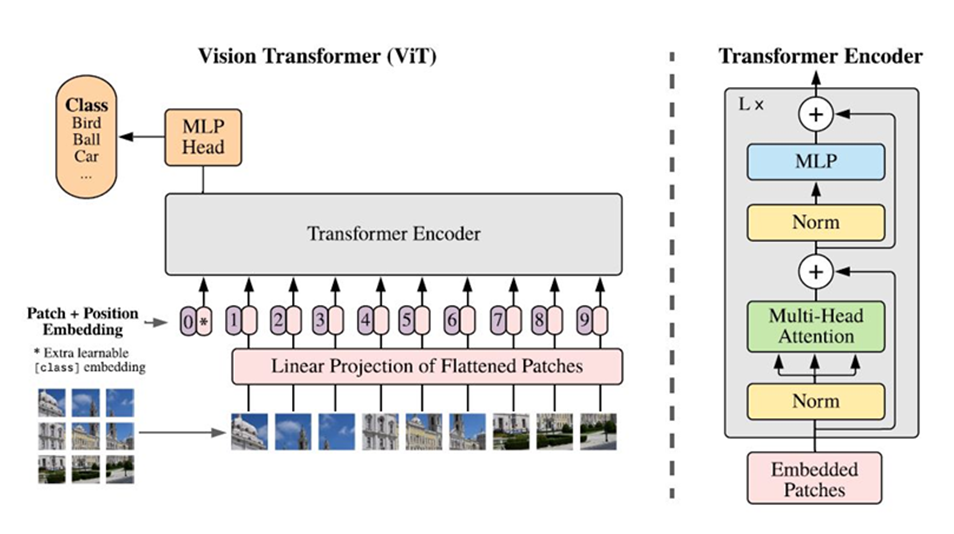 Vision Transformer (ViT)
Class
Bird
Ball
Car
...
MLP
Head
Transformer Encoder
Patch + Position
Embedding
0 * 1 2 3 4 5 6 7 8 9
* Extra learnable
[class] embedding
Linear Projection of Flattened Patches
Transformer Encoder
L x
+
MLP
Norm
+
Multi-Head
Attention
Norm
Embedded
Patches